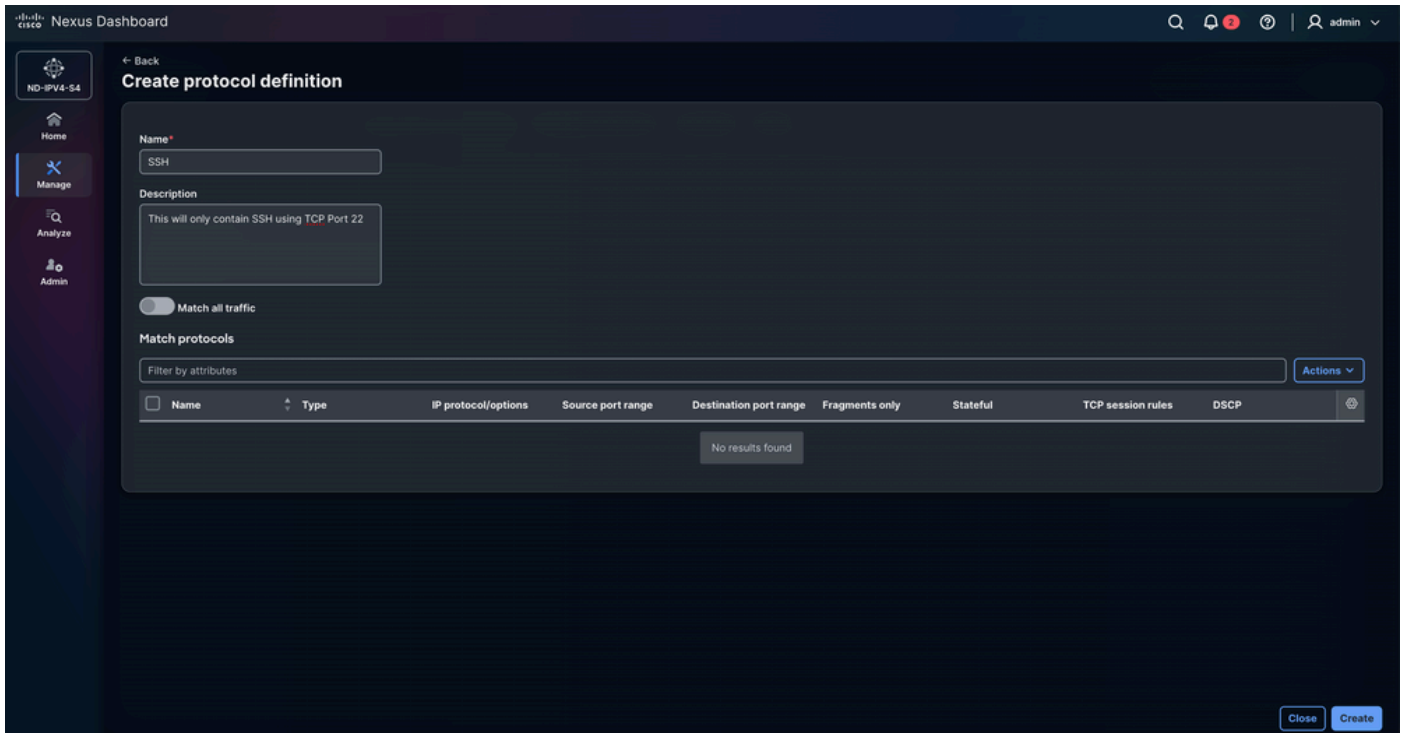 cisco Nexus Dashboard
2
admin
ND-IPV4-S4
Home
Manage
Analyze
Admin
← Back
Create protocol definition
Name*
SSH
Description
This will only contain SSH using TCP Port 22
Match all traffic
Match protocols
Filter by attributes
Actions
Name Type IP protocol/options Source port range Destination port range Fragments only Stateful TCP session rules DSCP
No results found
Close Create